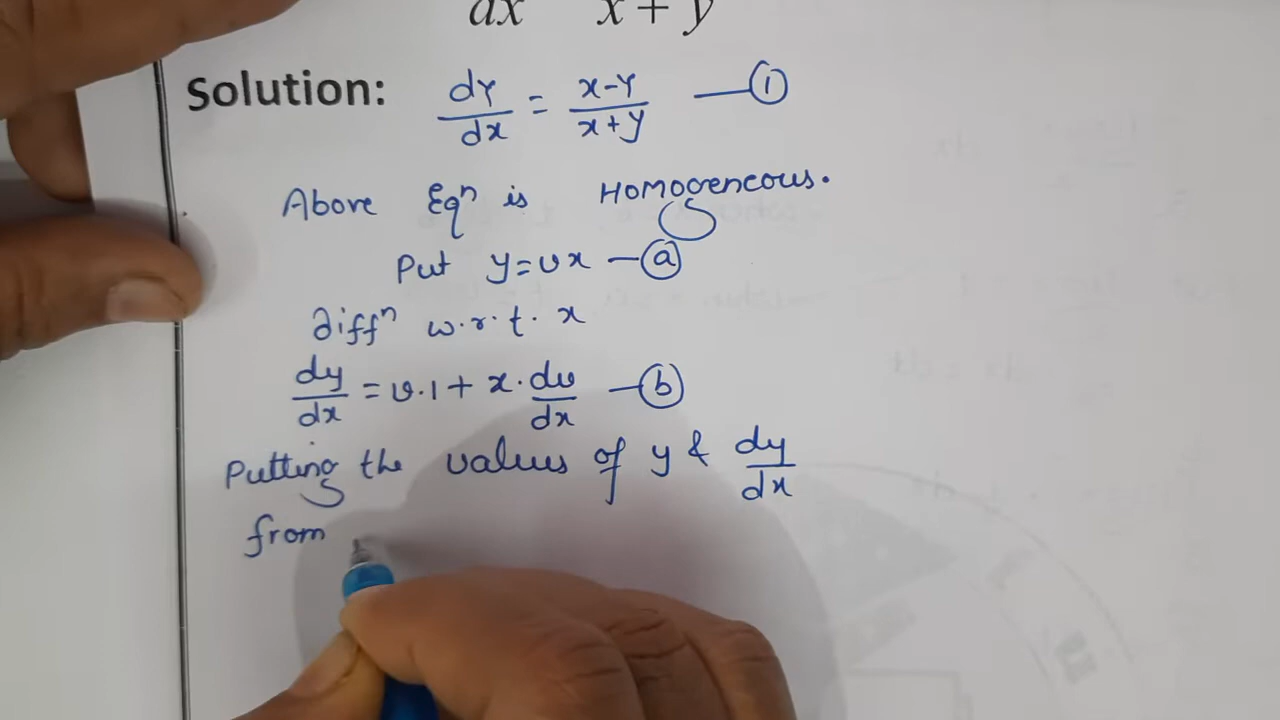 dx x + y
Solution: dy/dx = x-y/x+y — ①
Above Eqⁿ is Homogeneous.
Put y=vx — ⓐ
diffⁿ w.r.t. x
dy/dx = v.1 + x.dv/dx — ⓑ
Putting the values of y & dy/dx
from